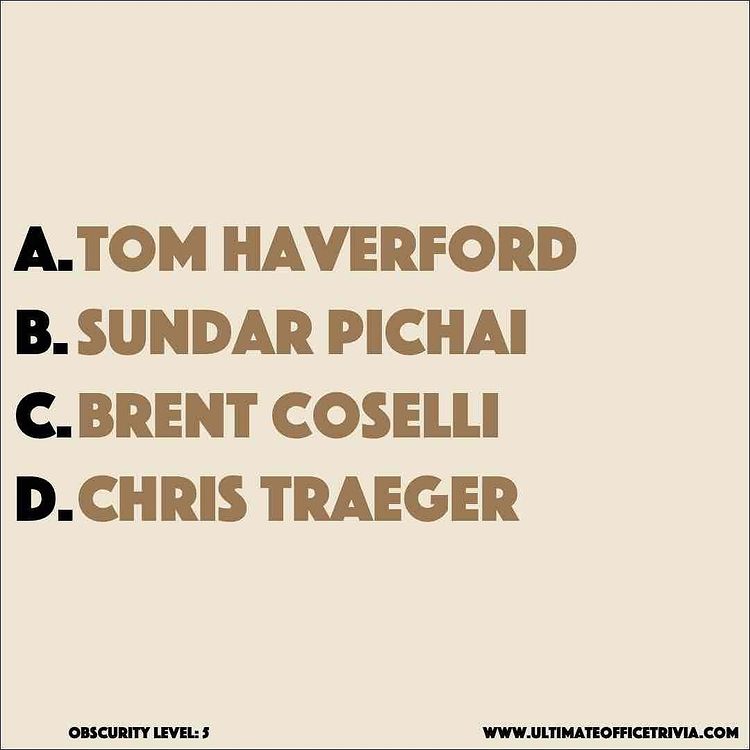 A. TOM HAVERFORD
B. SUNDAR PICHAI
C. BRENT COSELLI
D. CHRIS TRAEGER
OBSCURITY LEVEL: 5
WWW.ULTIMATEOFFICETRIVIA.COM